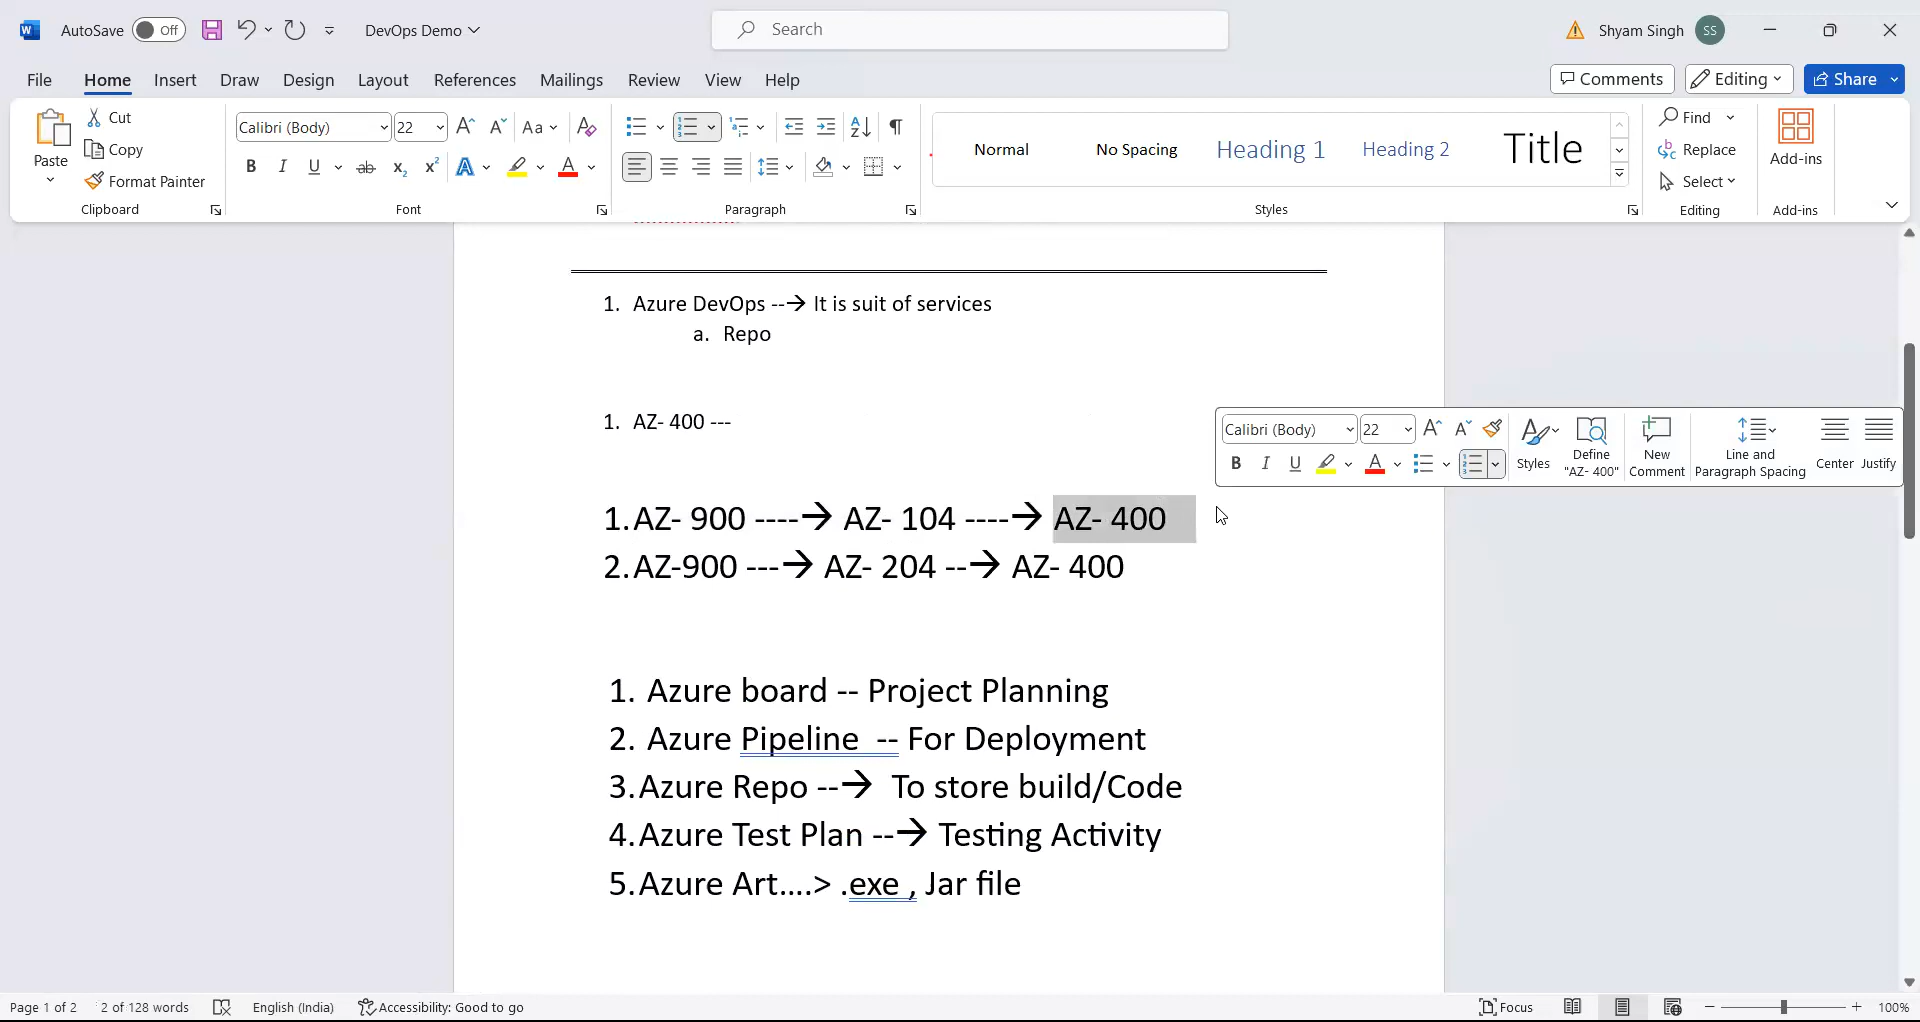 W AutoSave Off DevOps Demo Search Shyam Singh SS
File Home Insert Draw Design Layout References Mailings Review View Help Comments Editing Share
Paste Cut Copy Format Painter
Clipboard
Calibri (Body) 22 A A Aa A
B I U ab x₂ x² A A
Font
Paragraph
Normal No Spacing Heading 1 Heading 2 Title
Styles
Find
Replace
Select
Editing
Add-ins
Add-ins
1. Azure DevOps --→ It is suit of services
a. Repo
1. AZ- 400 ---
Calibri (Body) 22 A A Styles Define "AZ- 400" New Comment Line and Paragraph Spacing Center Justify
B I U A
1. AZ- 900 ----→ AZ- 104 ----→ AZ- 400
2. AZ-900 ---→ AZ- 204 --→ AZ- 400
1. Azure board -- Project Planning
2. Azure Pipeline -- For Deployment
3. Azure Repo --→ To store build/Code
4. Azure Test Plan --→ Testing Activity
5. Azure Art....> .exe , Jar file
Page 1 of 2 2 of 128 words English (India) Accessibility: Good to go Focus 100%